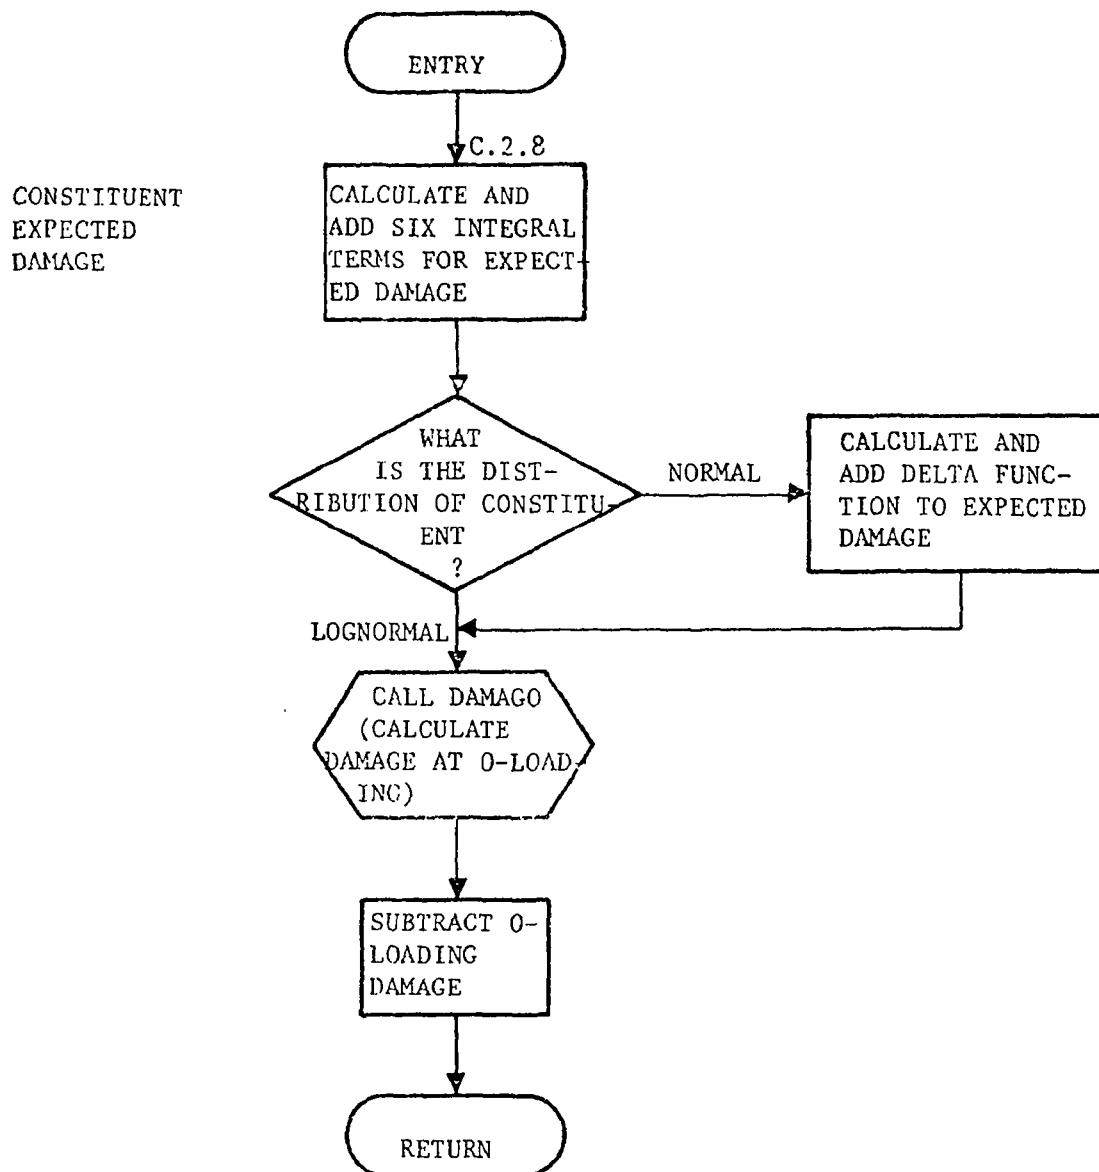 ENTRY
C.2.8
CONSTITUENT
EXPECTED
DAMAGE
CALCULATE AND
ADD SIX INTEGRAL
TERMS FOR EXPECT-
ED DAMAGE
WHAT
IS THE DIST-
RIBUTION OF CONSTITU-
ENT
?
NORMAL
CALCULATE AND
ADD DELTA FUNC-
TION TO EXPECTED
DAMAGE
LOGNORMAL
CALL DAMAGO
(CALCULATE
DAMAGE AT 0-LOAD-
ING)
SUBTRACT 0-
LOADING
DAMAGE
RETURN